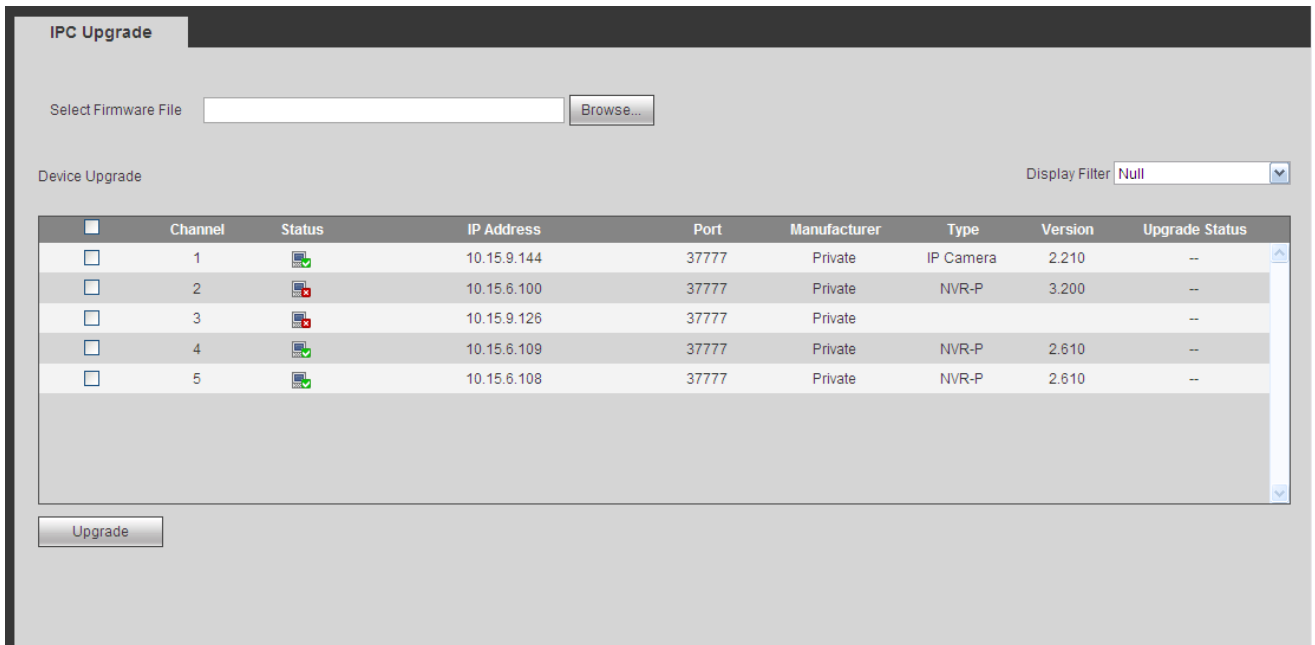 IPC Upgrade
Select Firmware File Browse...
Device Upgrade Display Filter Null
Channel Status IP Address Port Manufacturer Type Version Upgrade Status
1 10.15.9.144 37777 Private IP Camera 2.210 --
2 10.15.6.100 37777 Private NVR-P 3.200 --
3 10.15.9.126 37777 Private --
4 10.15.6.109 37777 Private NVR-P 2.610 --
5 10.15.6.108 37777 Private NVR-P 2.610 --
Upgrade